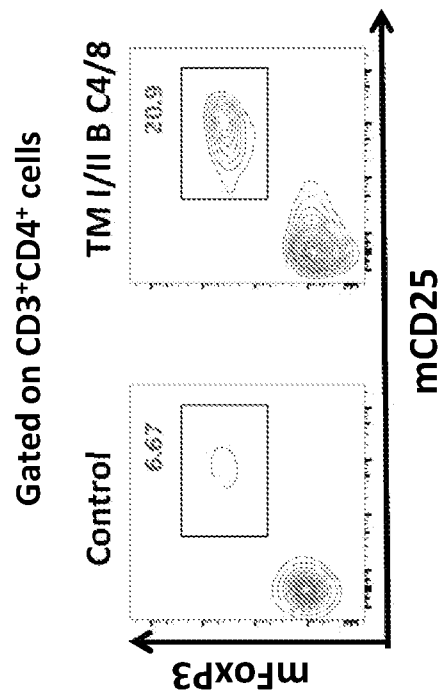 Gated on CD3⁺CD4⁺ cells
Control
TM I/II B C4/8
6.67
20.9
mFoxP3
mCD25